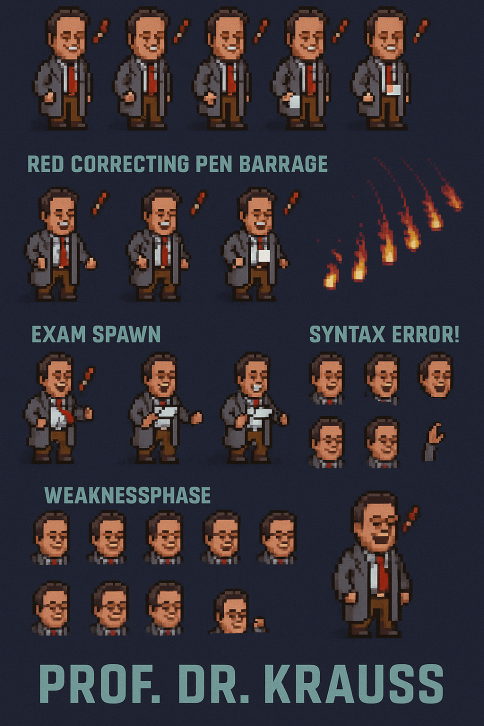 RED CORRECTING PEN BARRAGE
EXAM SPAWN
SYNTAX ERROR!
WEAKNESSPHASE
PROF. DR. KRAUSS